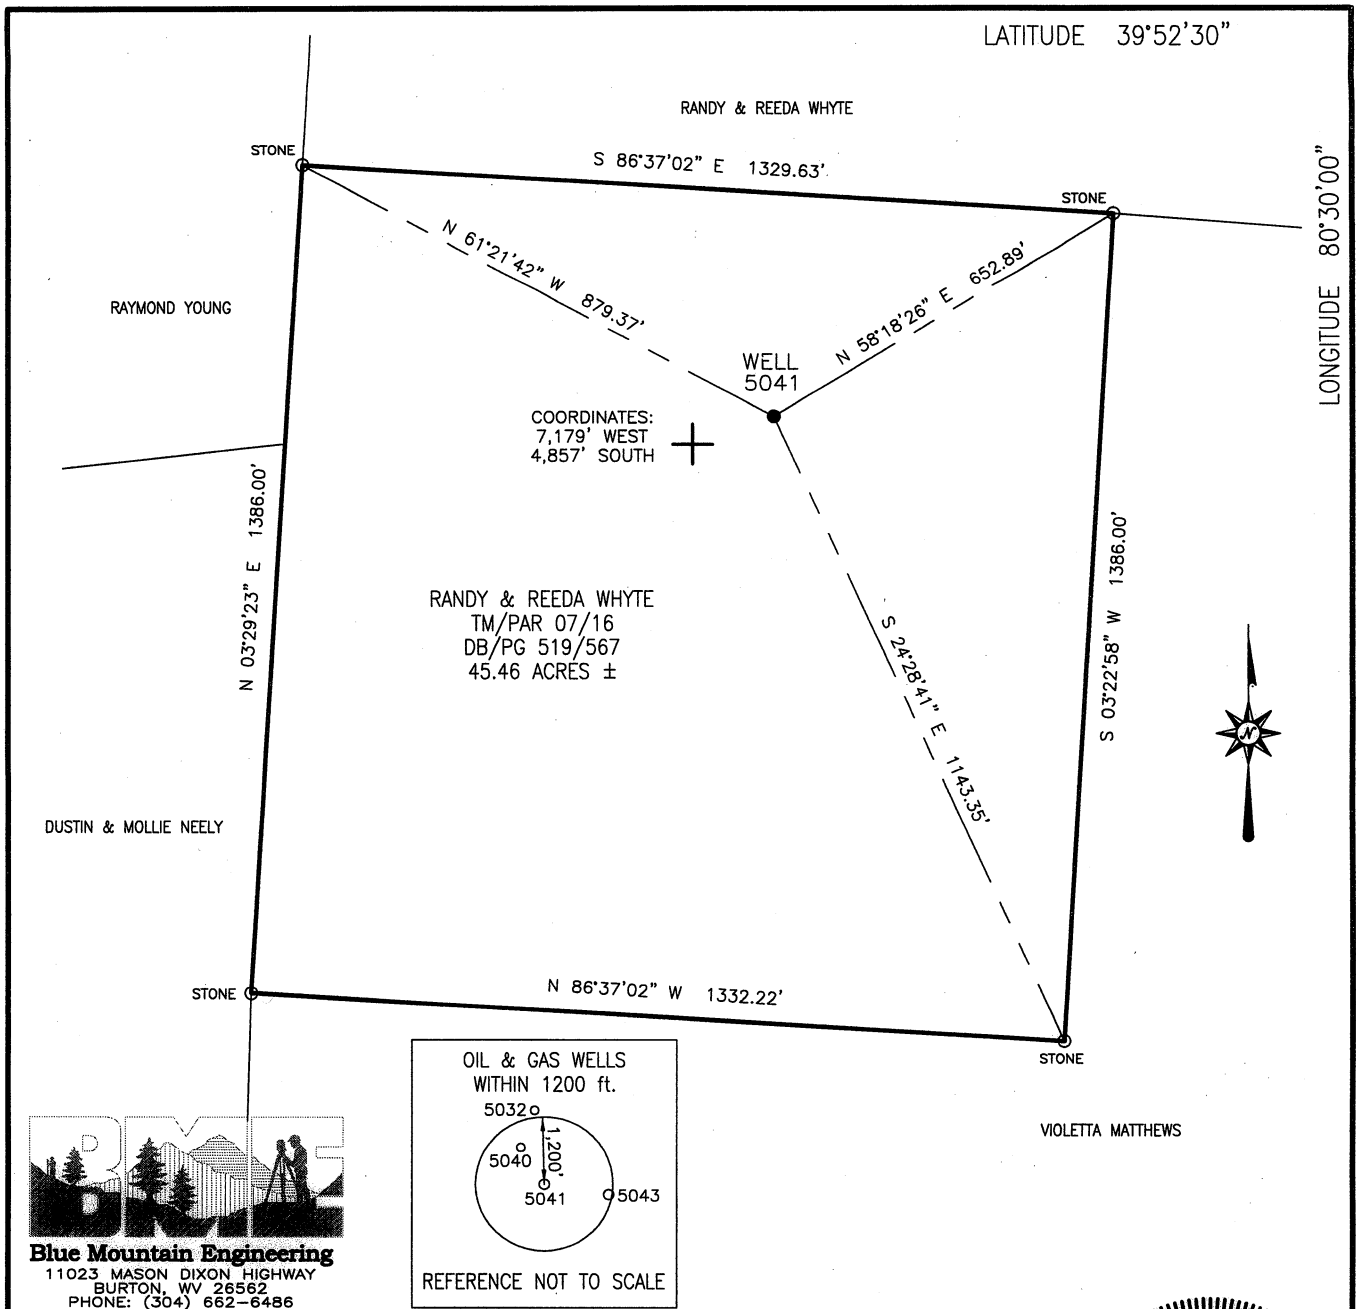 LATITUDE 39°52'30"
RANDY & REEDA WHYTE
STONE
S 86°37'02" E 1329.63'
STONE
LONGITUDE 80°30'00"
N 61°21'42" W 879.37'
N 58°18'26" E 652.89'
RAYMOND YOUNG
WELL
5041
COORDINATES:
7,179' WEST
4,857' SOUTH
N 03°29'23" E 1386.00'
S 03°22'58" W 1386.00'
RANDY & REEDA WHYTE
TM/PAR 07/16
DB/PG 519/567
45.46 ACRES ±
S 24°28'41" E 1143.35'
N
DUSTIN & MOLLIE NEELY
STONE
N 86°37'02" W 1332.22'
STONE
OIL & GAS WELLS
WITHIN 1200 ft.
5032
1,200'
5040
5041
5043
REFERENCE NOT TO SCALE
VIOLETTA MATTHEWS
BME
Blue Mountain Engineering
11023 MASON DIXON HIGHWAY
BURTON, WV 26562
PHONE: (304) 662-6486